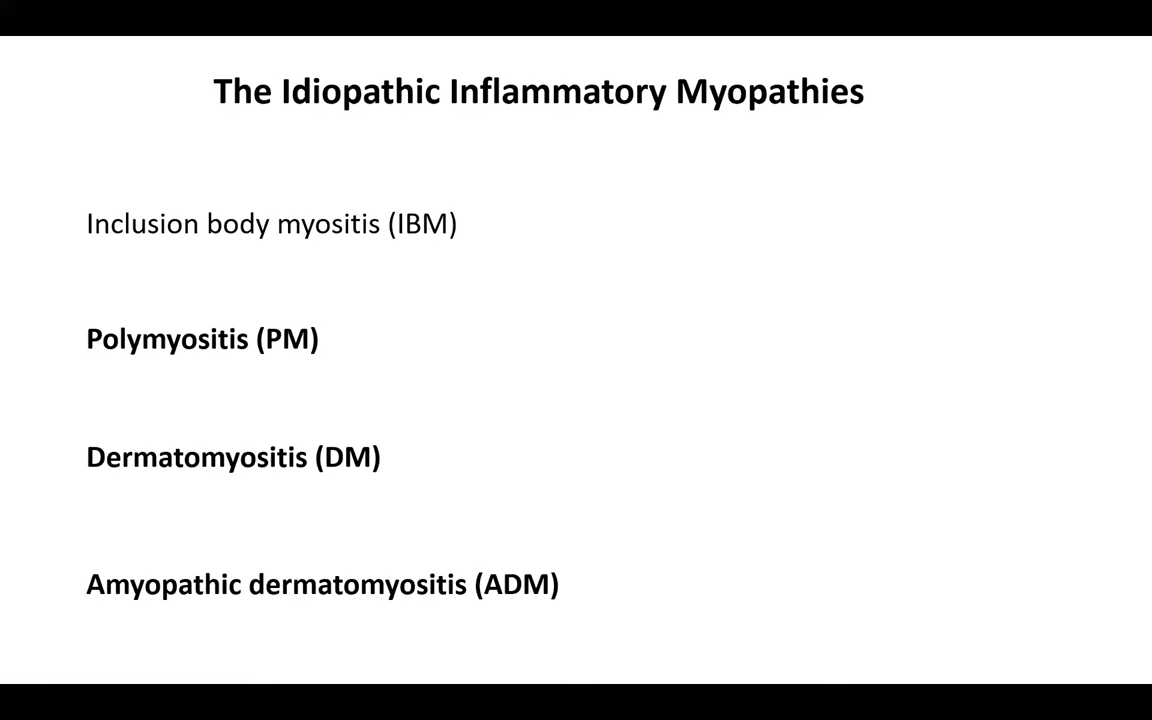 The Idiopathic Inflammatory Myopathies
Inclusion body myositis (IBM)
Polymyositis (PM)
Dermatomyositis (DM)
Amyopathic dermatomyositis (ADM)